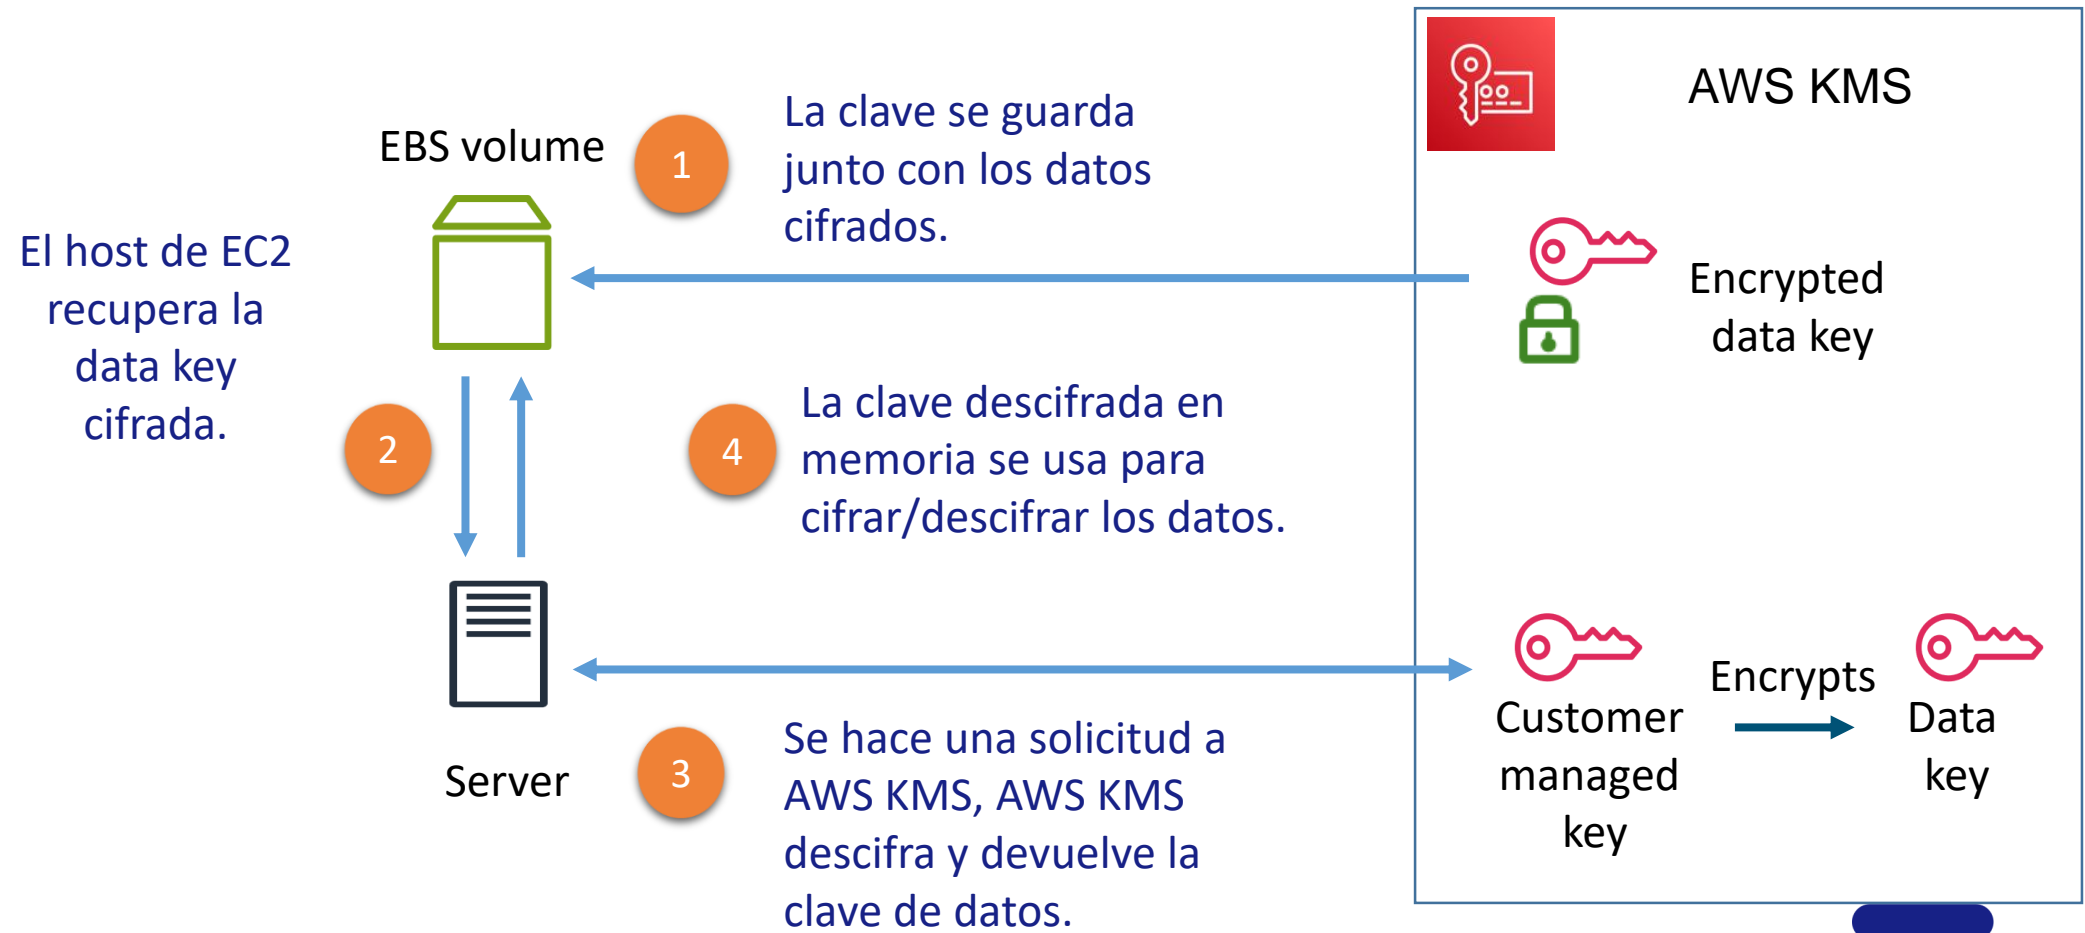 AWS KMS
EBS volume
1
La clave se guarda
junto con los datos
cifrados.
El host de EC2
recupera la
data key
cifrada.
Encrypted
data key
2
4
La clave descifrada en
memoria se usa para
cifrar/descifrar los datos.
Server
3
Se hace una solicitud a
AWS KMS, AWS KMS
descifra y devuelve la
clave de datos.
Customer
managed
key
Encrypts
Data
key